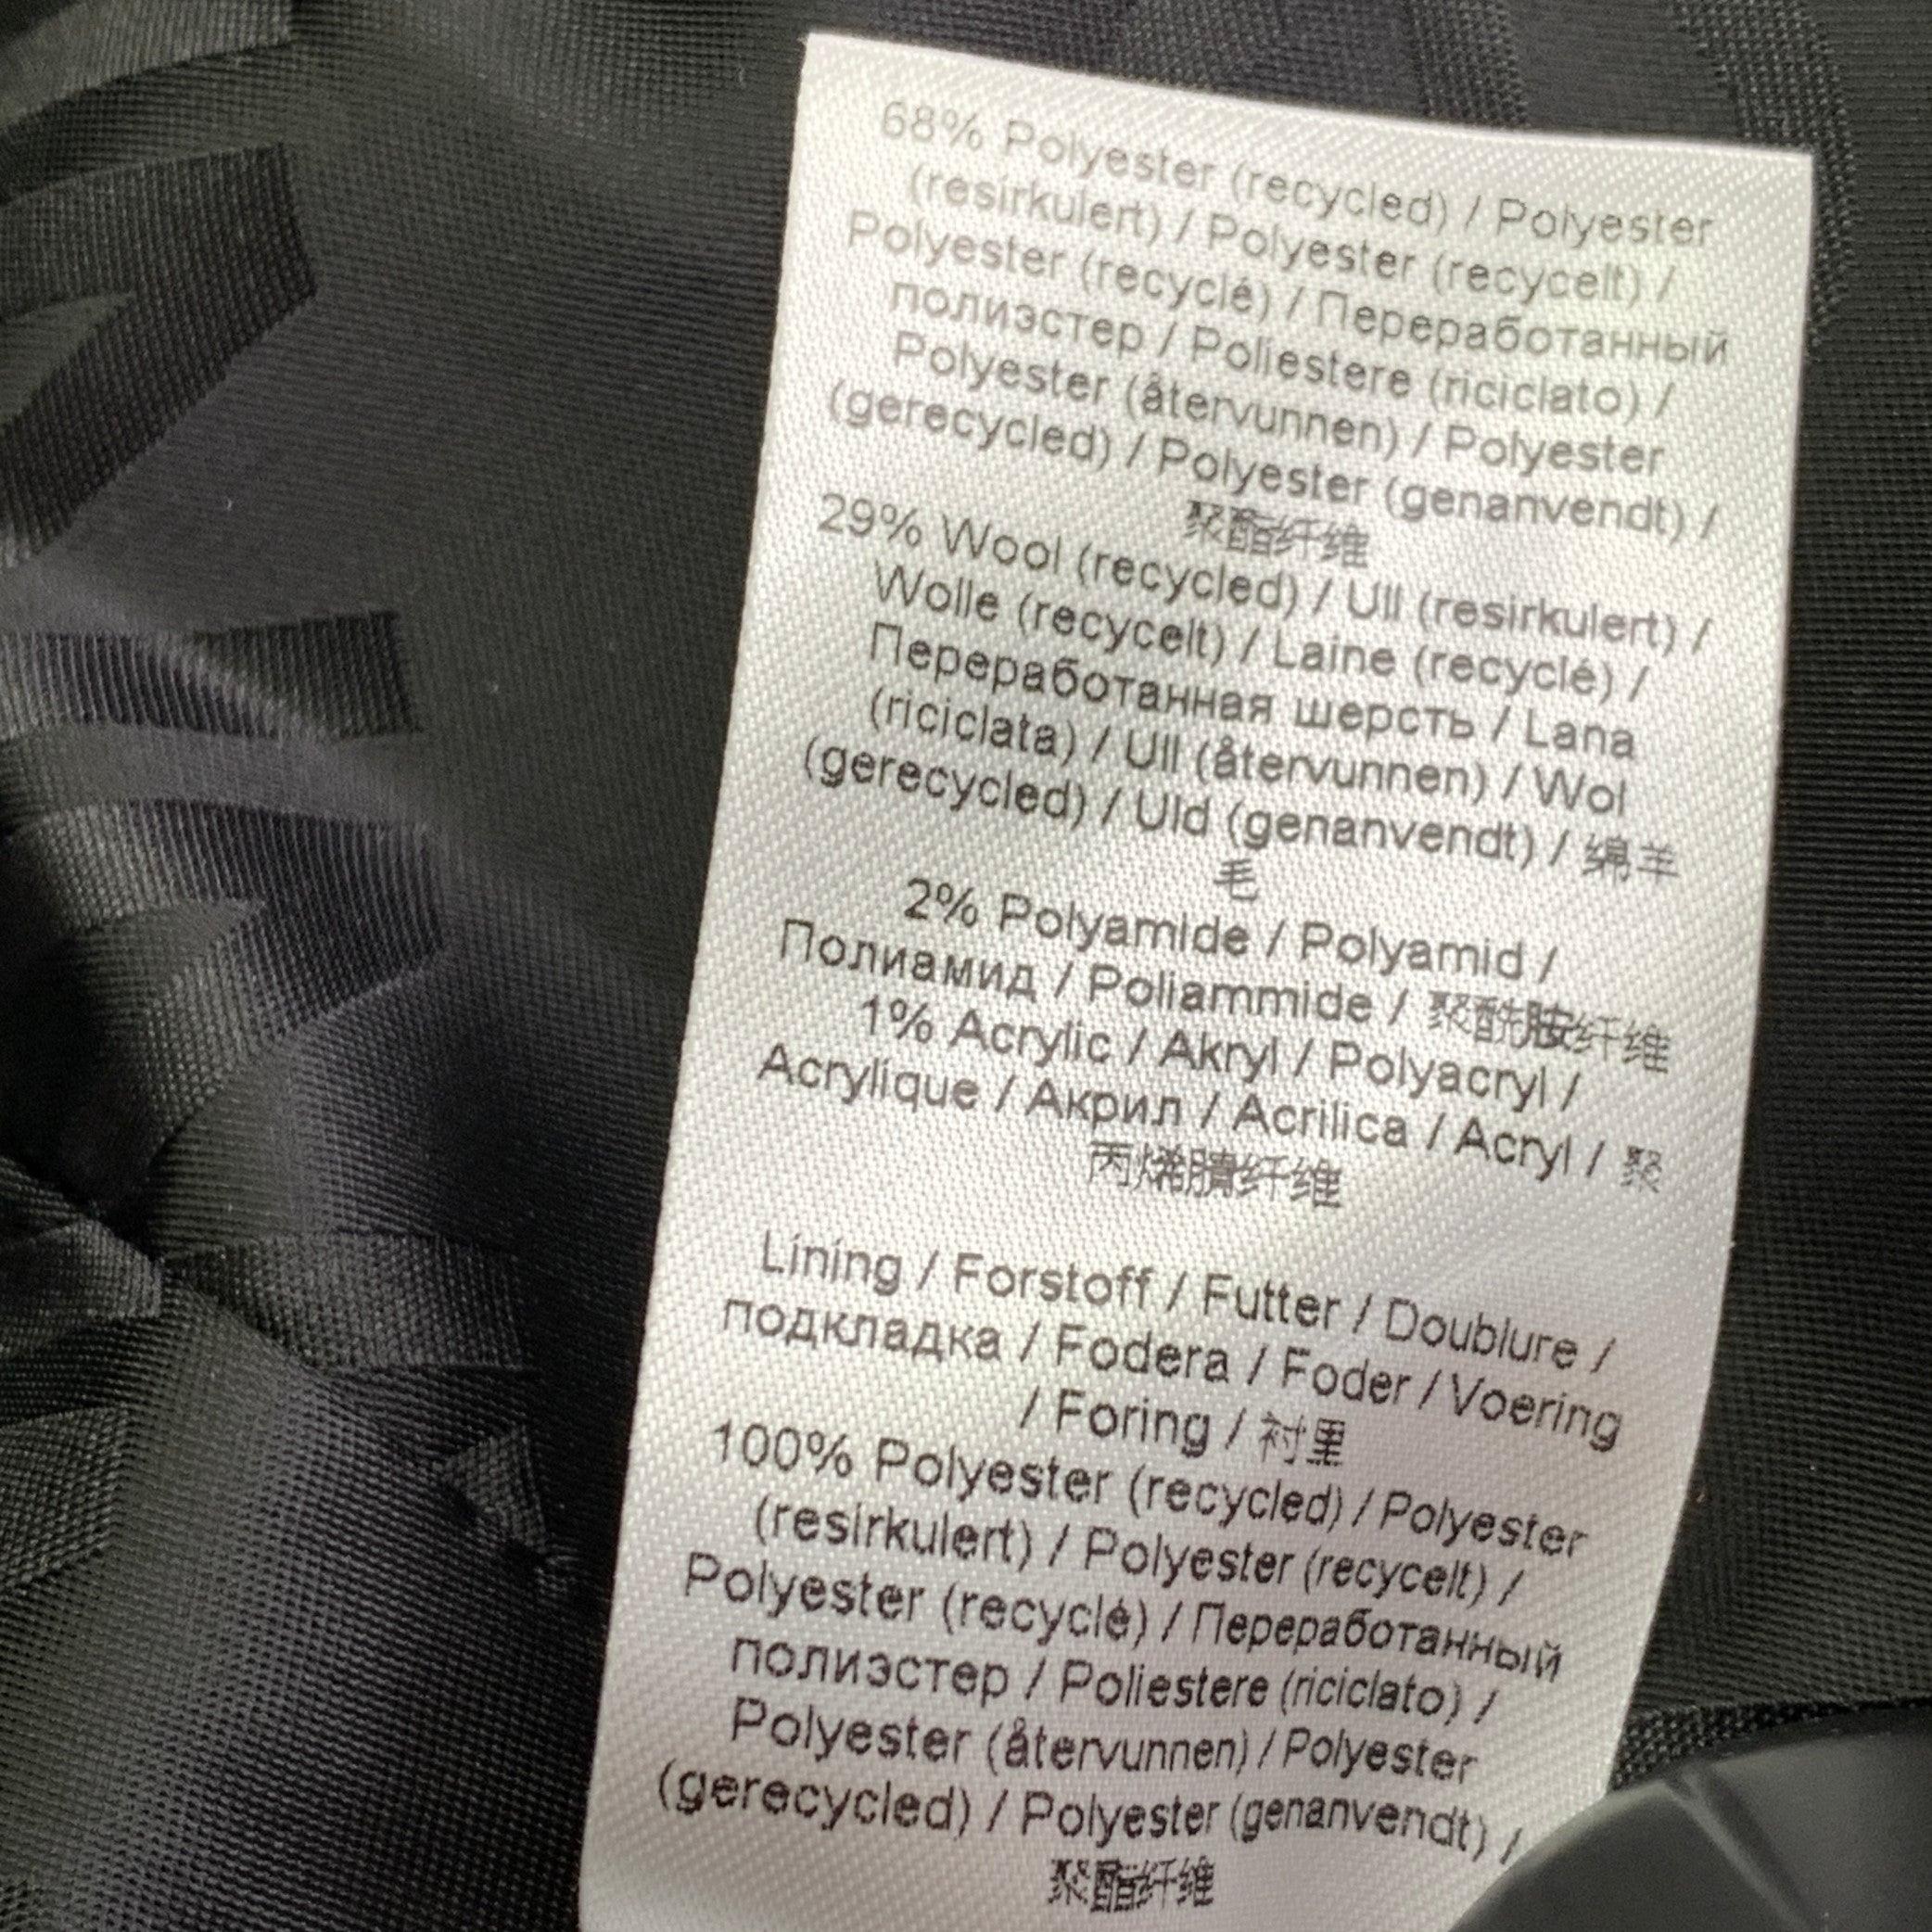 68% Polyester (recycled) / Polyester
(resirkulert) / Polyester (recycelt) /
Polyester (recyclé) / Переработанный
полиэстер / Poliestere (riciclato) /
Polyester (återvunnen) / Polyester
(gerecycled) / Polyester (genanvendt) /
聚酯纤维
29% Wool (recycled) / Ull (resirkulert) /
Wolle (recycelt) / Laine (recyclé) /
Переработанная шерсть / Lana
(riciclata) / Ull (återvunnen) / Wol
(gerecycled) / Uld (genanvendt) / 绵羊
毛
2% Polyamide / Polyamid /
Полиамид / Poliammide / 聚酰胺纤维
1% Acrylic / Akryl / Polyacryl /
Acrylique / Акрил / Acrilica / Acryl / 聚
丙烯腈纤维
Lining / Forstoff / Futter / Doublure /
подкладка / Fodera / Foder / Voering
/ Foring / 衬里
100% Polyester (recycled) / Polyester
(resirkulert) / Polyester (recycelt) /
Polyester (recyclé) / Переработанный
полиэстер / Poliestere (riciclato) /
Polyester (återvunnen) / Polyester
(gerecycled) / Polyester (genanvendt) /
聚酯纤维